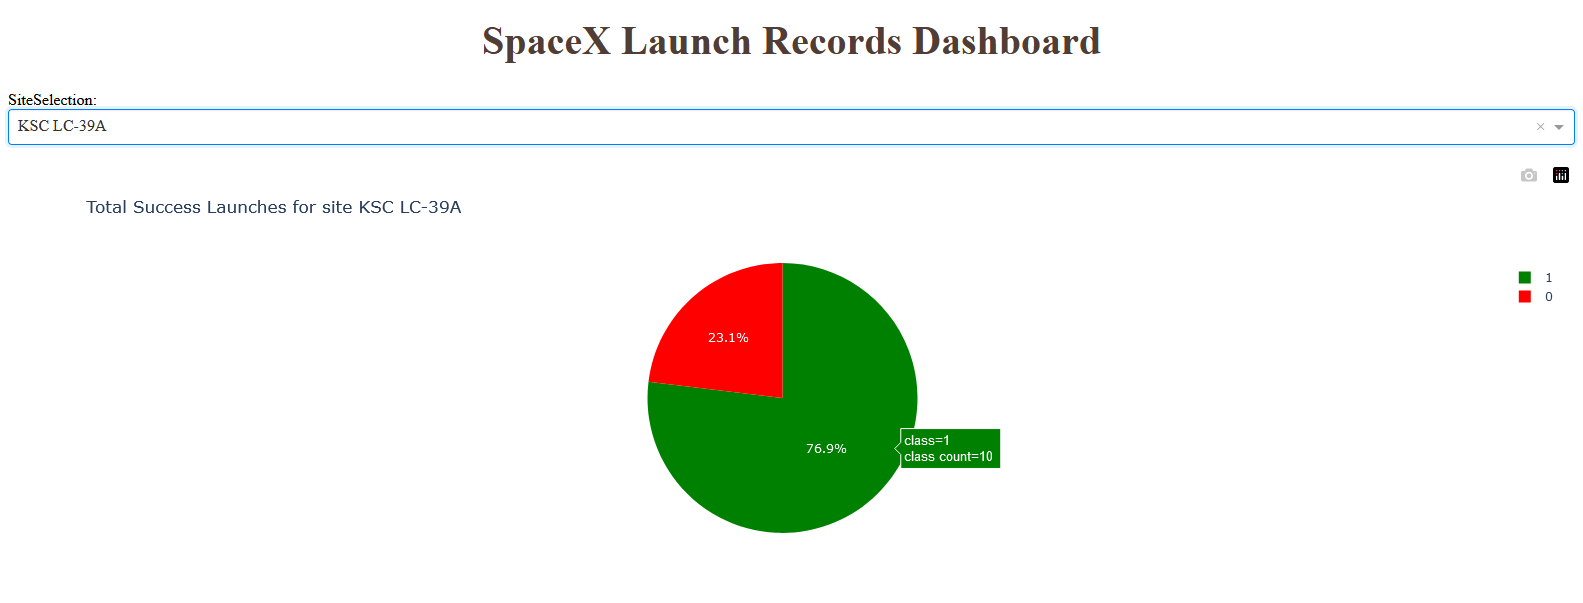 SpaceX Launch Records Dashboard
SiteSelection:
KSC LC-39A
Total Success Launches for site KSC LC-39A
1
0
23.1%
76.9%
class=1
class count=10